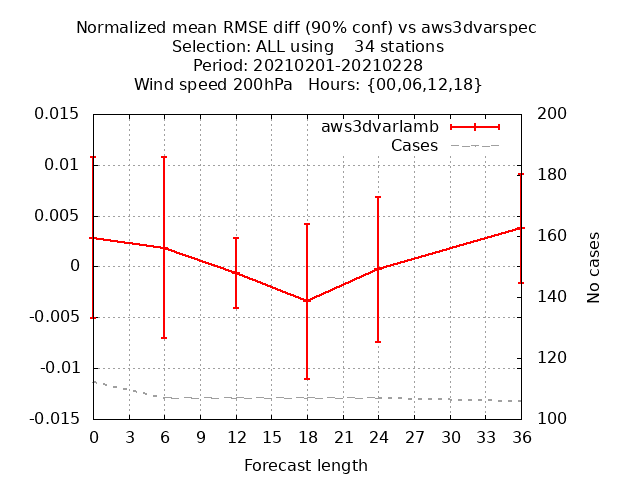 Normalized mean RMSE diff (90% conf) vs aws3dvarspec
Selection: ALL using    34 stations
Period: 20210201-20210228
Wind speed 200hPa   Hours: {00,06,12,18}
aws3dvarlamb
Cases
0.015
0.01
0.005
0
-0.005
-0.01
-0.015
200
180
160
140
120
100
No cases
0 3 6 9 12 15 18 21 24 27 30 33 36
Forecast length